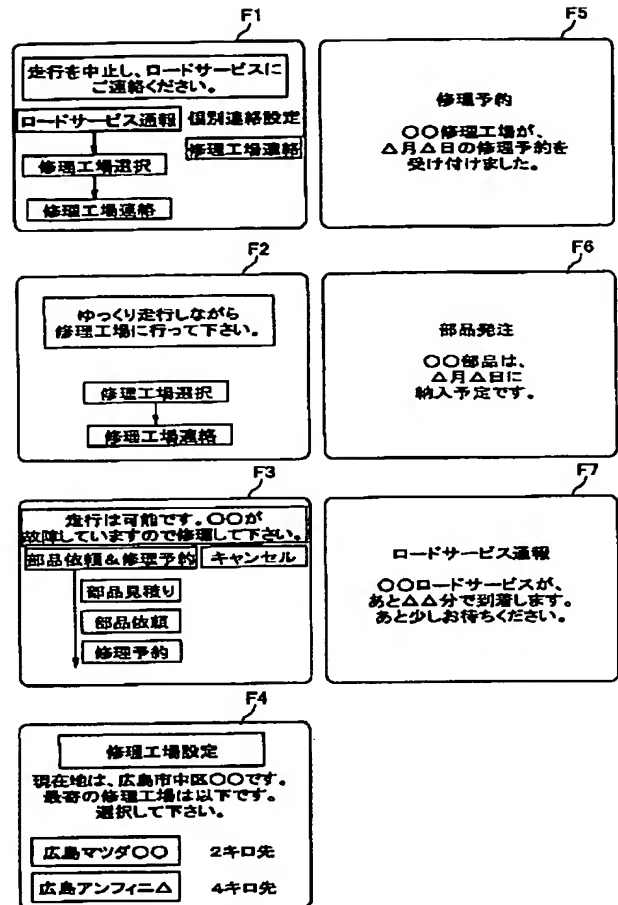 F1
走行を中止し、ロードサービスに
ご連絡ください。
ロードサービス通報
個別連絡設定
修理工場連絡
修理工場選択
修理工場連絡
F2
ゆっくり走行しながら
修理工場に行って下さい。
修理工場選択
修理工場連絡
F3
走行は可能です。〇〇が
故障していますので修理して下さい。
部品依頼&修理予約
キャンセル
部品見積り
部品依頼
修理予約
F4
修理工場設定
現在地は、広島市中区〇〇です。
最寄の修理工場は以下です。
選択して下さい。
広島マツダ〇〇 2キロ先
広島アンフィニ△ 4キロ先
F5
修理予約
〇〇修理工場が、
△月△日の修理予約を
受け付けました。
F6
部品発注
〇〇部品は、
△月△日に
納入予定です。
F7
ロードサービス通報
〇〇ロードサービスが、
あと△△分で到着します。
あと少しお待ちください。